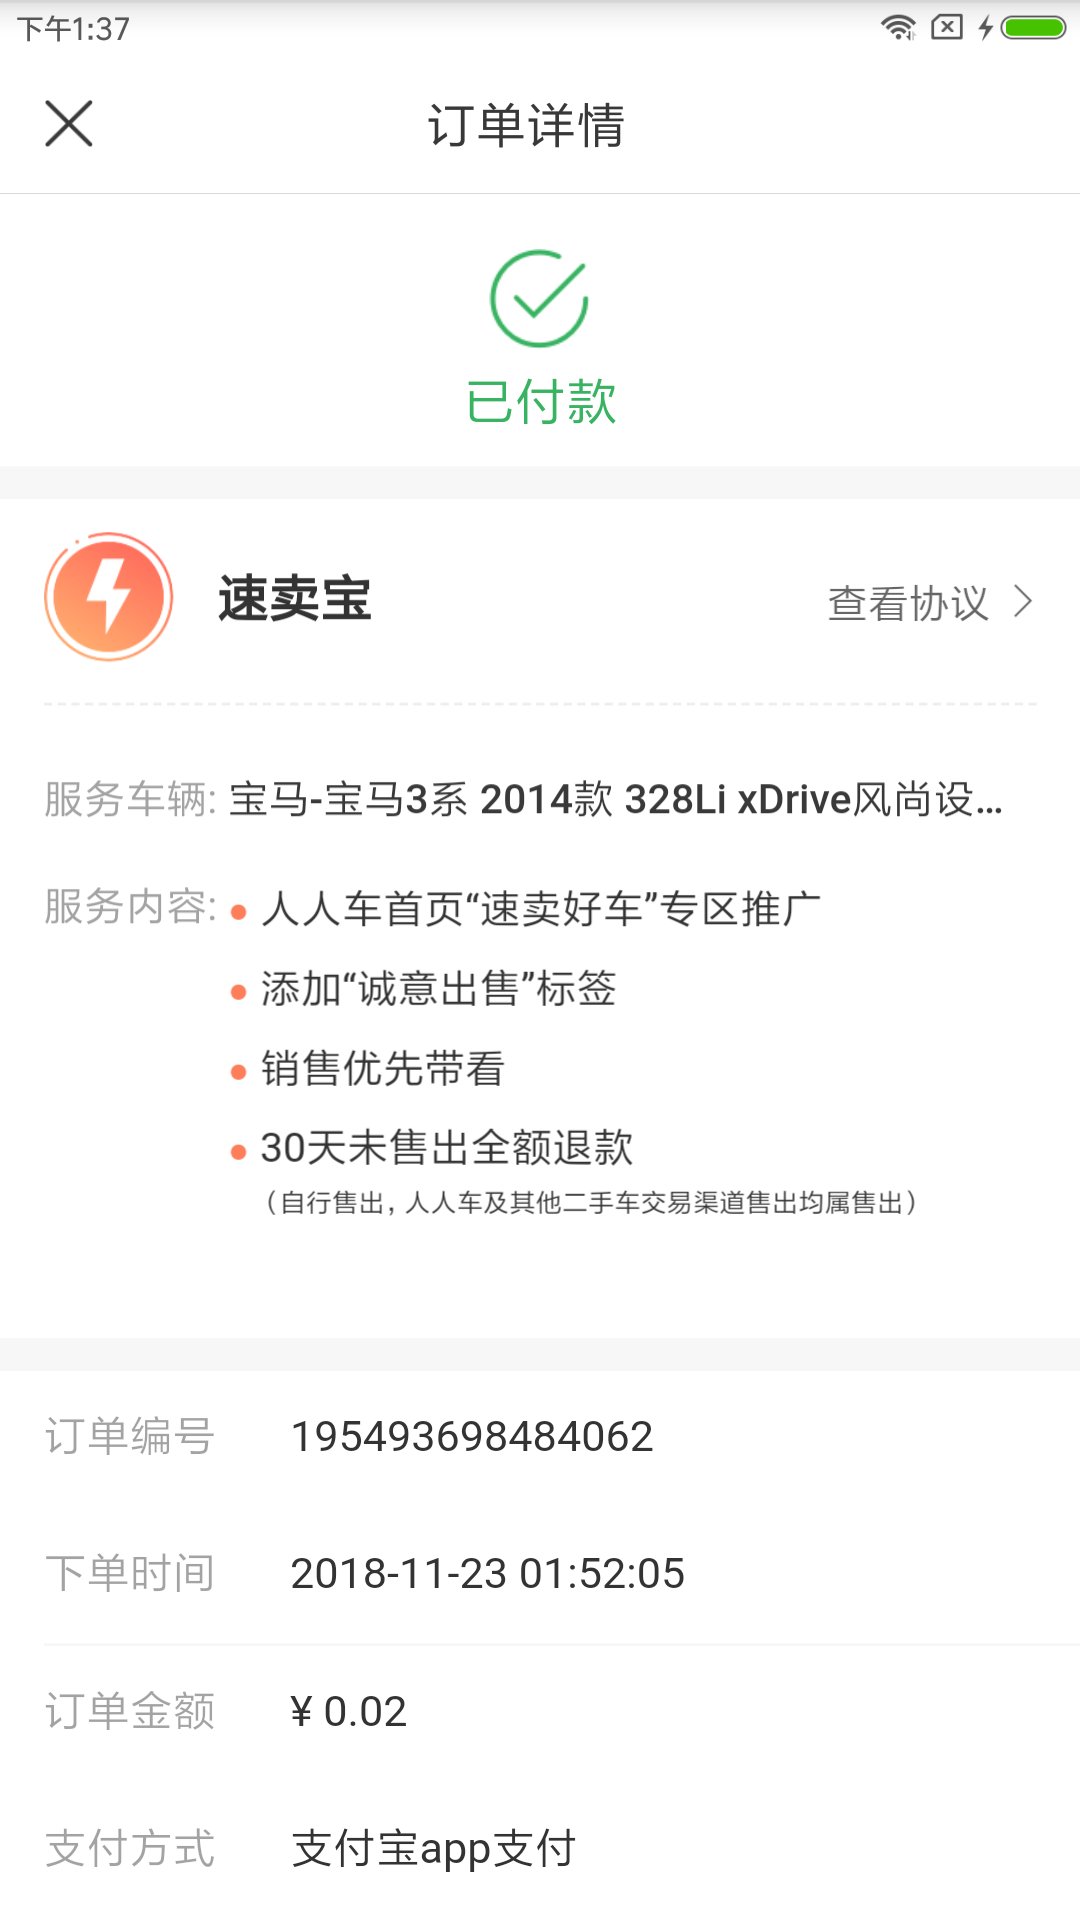 下午1:37
订单详情
已付款
速卖宝
查看协议
服务车辆: 宝马-宝马3系 2014款 328Li xDrive风尚设...
服务内容: 人人车首页“速卖好车”专区推广
添加“诚意出售”标签
销售优先带看
30天未售出全额退款
（自行售出，人人车及其他二手车交易渠道售出均属售出）
订单编号 195493698484062
下单时间 2018-11-23 01:52:05
订单金额 ¥ 0.02
支付方式 支付宝app支付